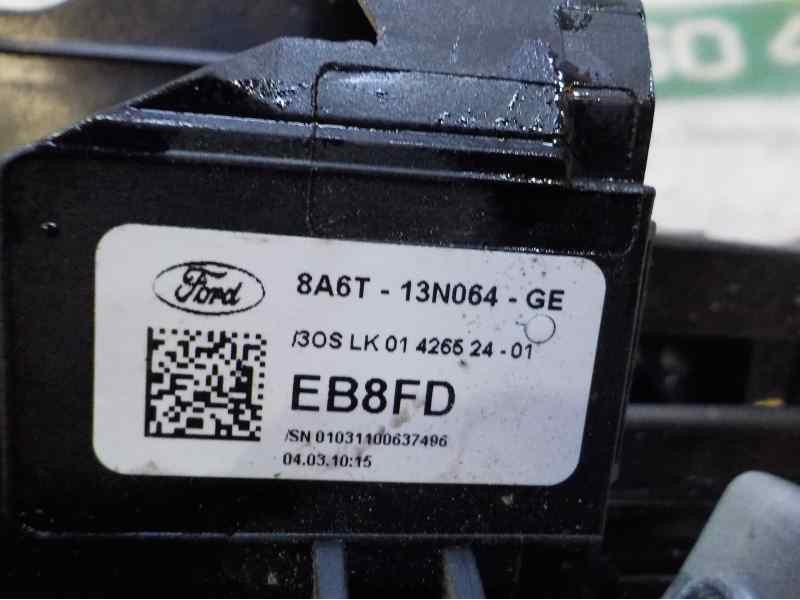 Ford
8A6T - 13N064 - GE
/3OS LK 01 4265 24 - 01
EB8FD
/SN 01031100637496
04.03.10:15